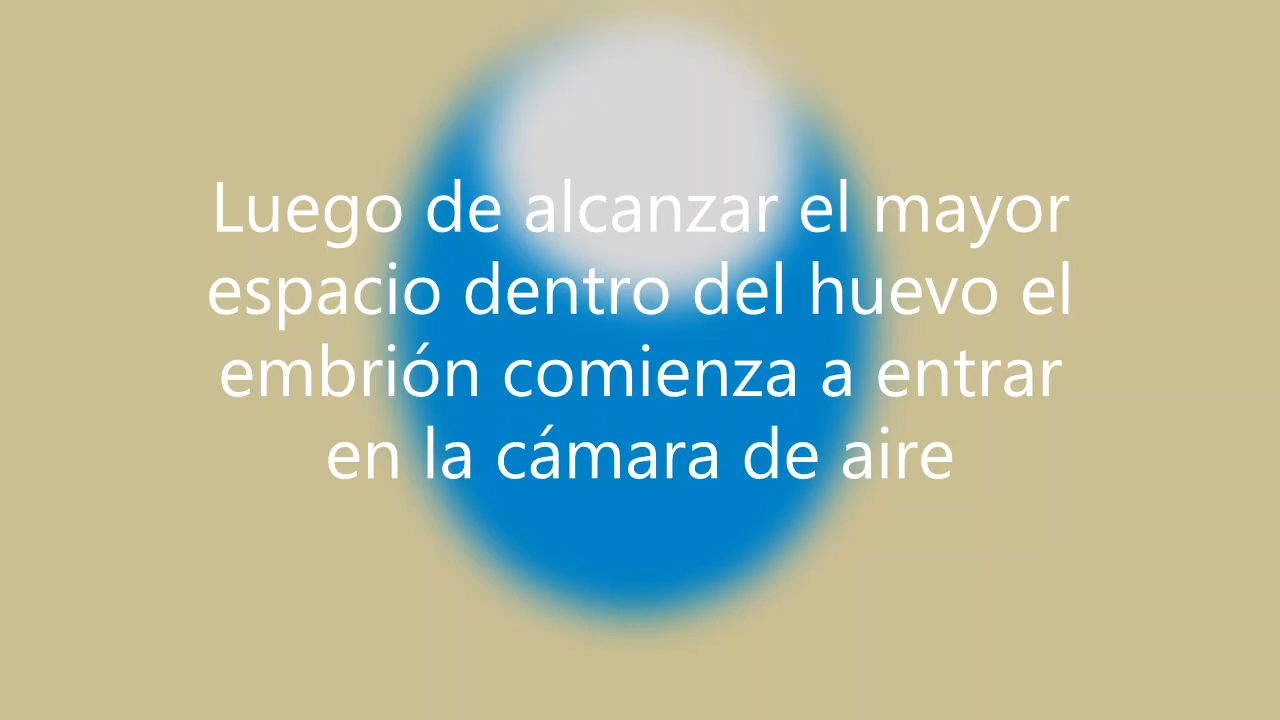 Luego de alcanzar el mayor
espacio dentro del huevo el
embrión comienza a entrar
en la cámara de aire